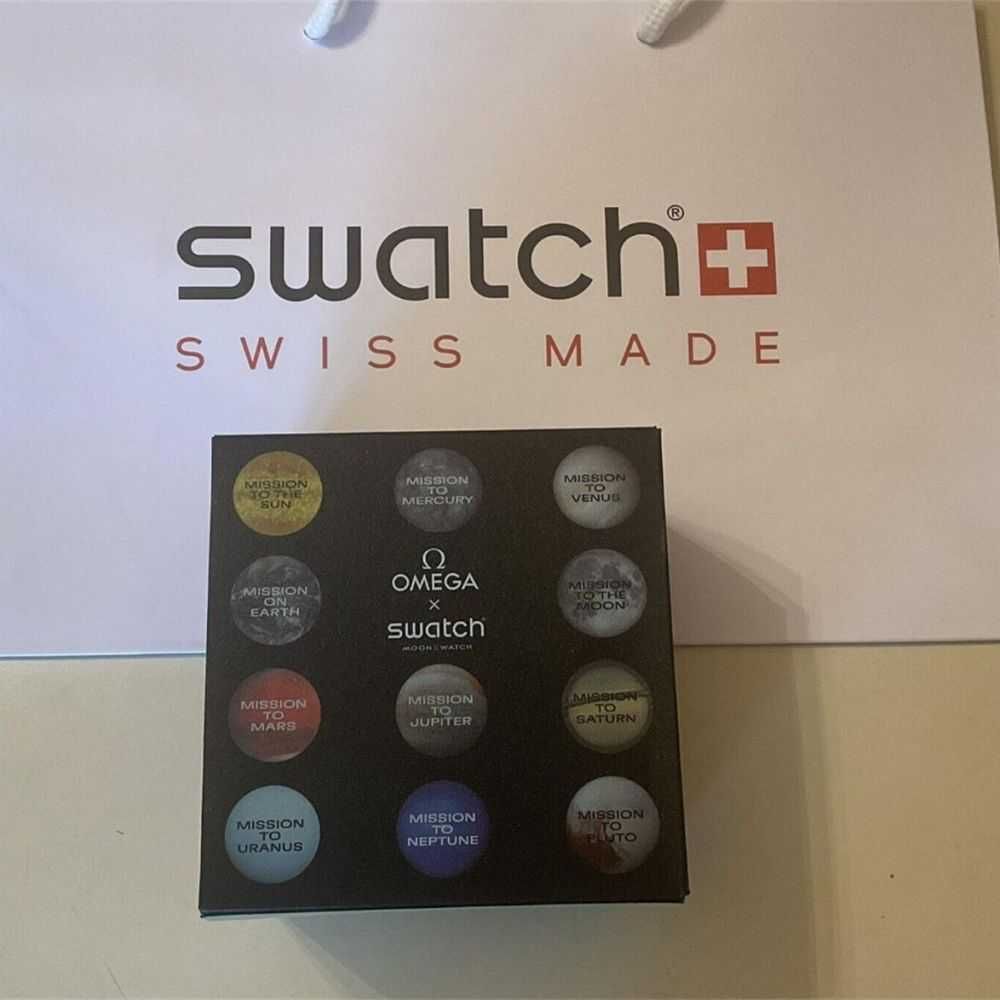 swatch®
SWISS MADE
MISSION
TO THE
SUN
MISSION
TO
MERCURY
MISSION
TO
VENUS
MISSION
ON
EARTH
Ω
OMEGA
×
swatch
MOONSWATCH
MISSION
TO THE
MOON
MISSION
TO
MARS
MISSION
TO
JUPITER
MISSION
TO
SATURN
MISSION
TO
URANUS
MISSION
TO
NEPTUNE
MISSION
TO
PLUTO